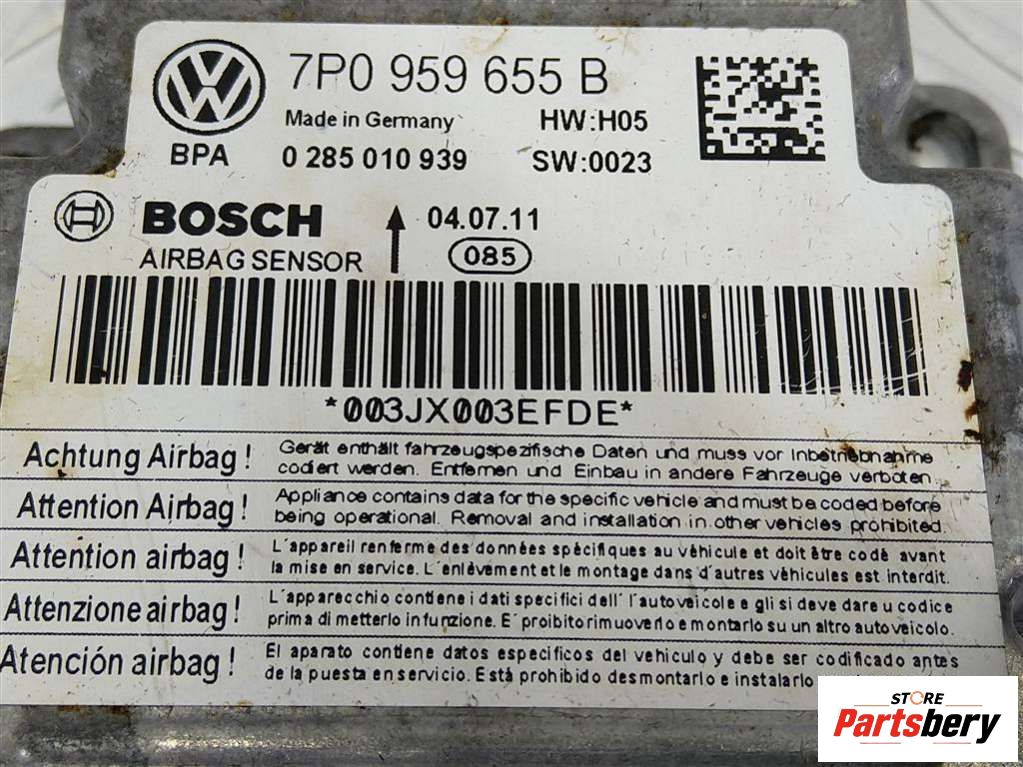 7P0 959 655 B
Made in Germany HW:H05
BPA 0 285 010 939 SW:0023
BOSCH 04.07.11
AIRBAG SENSOR 085
*003JX003EFDE*
Achtung Airbag! Gerät enthält fahrzeugspezifische Daten und muss vor Inbetriebnahme
codiert werden. Entfernen und Einbau in andere Fahrzeuge verboten.
Attention Airbag! Appliance contains data for the specific vehicle and must be coded before
being operational. Removal and installation in other vehicles prohibited.
Attention airbag! L'appareil renferme des données spécifiques au véhicule et doit être codé avant
la mise en service. L'enlèvement et le montage dans d'autres véhicules est interdit.
Attenzione airbag! L'apparecchio contiene i dati specifici dell' l'autoveicolo e gli si deve dare u codice
prima di metterlo in funzione. E' proibito rimuoverlo e montarlo su un altro autoveicolo.
Atención airbag! El aparato contiene datos especificos del vehiculo y debe ser codificado antes
de la puesta en servicio. Está prohibido desmontarlo e instalarlo
STORE
Partsbery